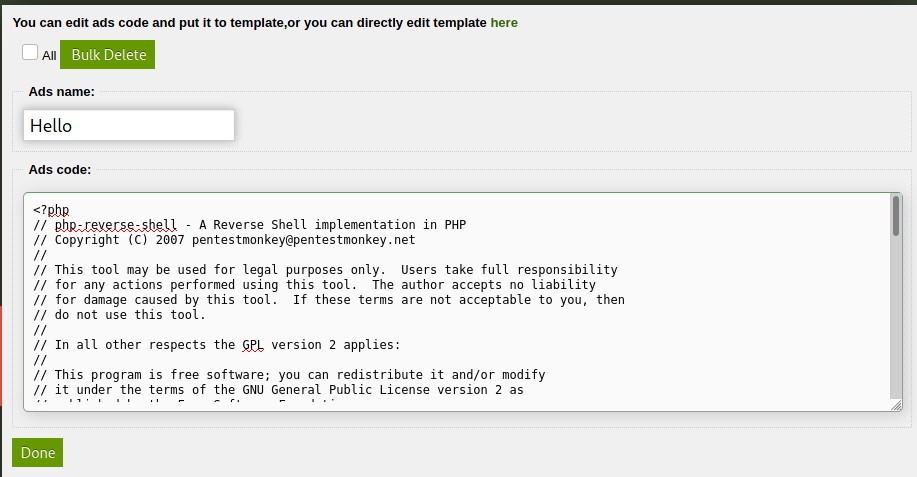 You can edit ads code and put it to template,or you can directly edit template here
All Bulk Delete
Ads name:
Hello
Ads code:
<?php
// php-reverse-shell - A Reverse Shell implementation in PHP
// Copyright (C) 2007 pentestmonkey@pentestmonkey.net
//
// This tool may be used for legal purposes only.  Users take full responsibility
// for any actions performed using this tool.  The author accepts no liability
// for damage caused by this tool.  If these terms are not acceptable to you, then
// do not use this tool.
//
// In all other respects the GPL version 2 applies:
//
// This program is free software; you can redistribute it and/or modify
// it under the terms of the GNU General Public License version 2 as
Done